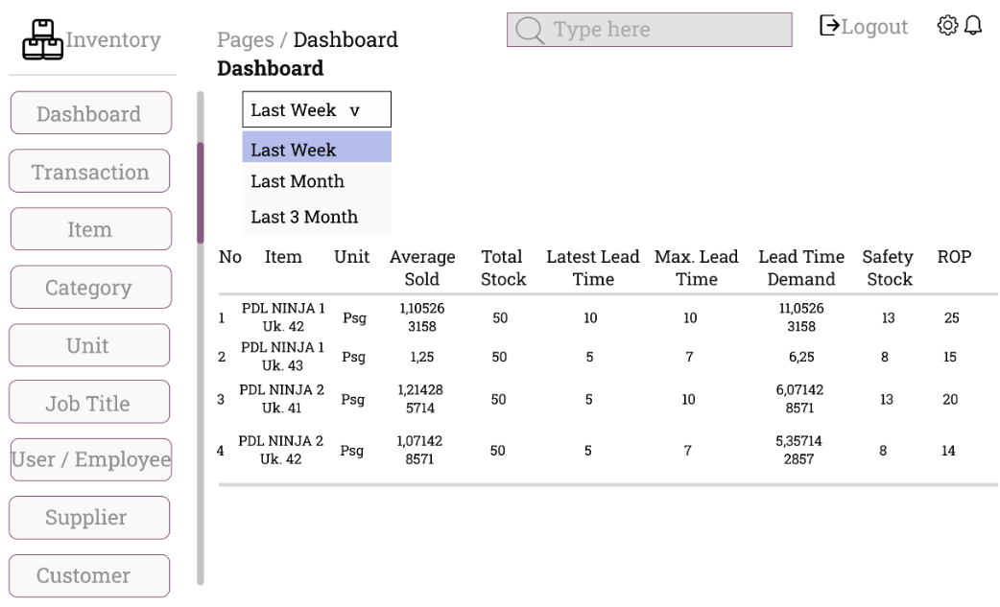 Inventory
Pages / Dashboard
Type here
Logout
Dashboard
Last Week v
Last Week
Last Month
Last 3 Month
Dashboard
Transaction
Item
Category
Unit
Job Title
User / Employee
Supplier
Customer
No Item Unit Average Total Latest Lead Max. Lead Lead Time Safety ROP
Sold Stock Time Time Demand Stock
PDL NINJA 1 1,10526 11,0526
1 Psg 50 10 10 13 25
Uk. 42 3158 3158
PDL NINJA 1
2 Psg 1,25 50 5 7 6,25 8 15
Uk. 43
PDL NINJA 2 1,21428 6,07142
3 Psg 50 5 10 13 20
Uk. 41 5714 8571
PDL NINJA 2 1,07142 5,35714
4 Psg 50 5 7 8 14
Uk. 42 8571 2857